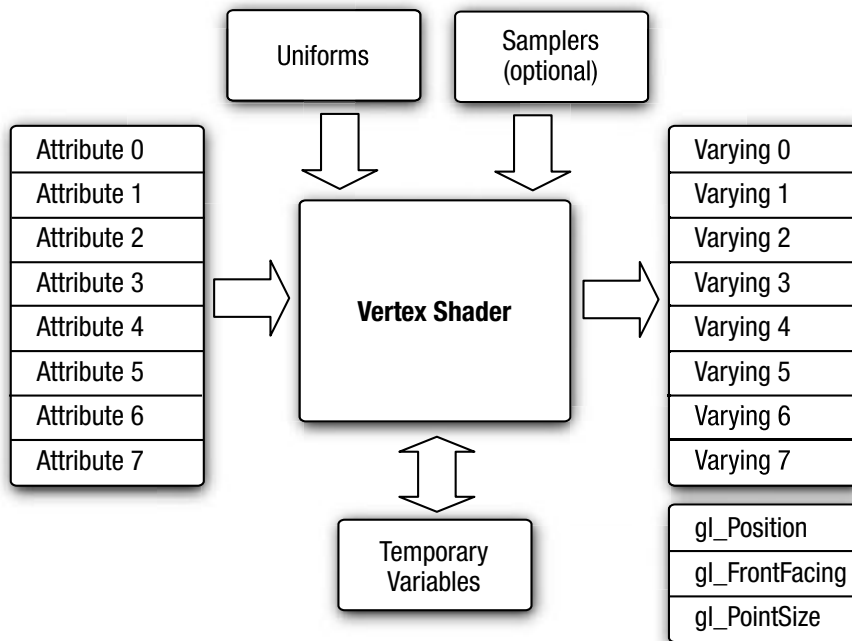 Uniforms
Samplers
(optional)
Attribute 0
Attribute 1
Attribute 2
Attribute 3
Attribute 4
Attribute 5
Attribute 6
Attribute 7
Vertex Shader
Varying 0
Varying 1
Varying 2
Varying 3
Varying 4
Varying 5
Varying 6
Varying 7
Temporary
Variables
gl_Position
gl_FrontFacing
gl_PointSize